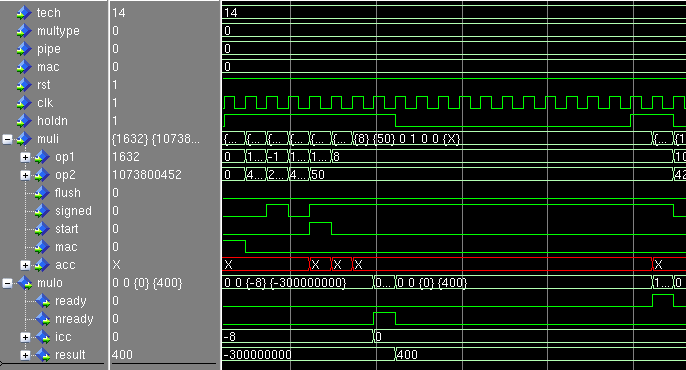 tech 14 14
multype 0 0
pipe 0 0
mac 0 0
rst 1
clk 1
holdn 1
muli {1632} {10738... {... {... {... {... {... {... {8} {50} 0 1 0 0 {X} {... {1
op1 1632 0 1... -1 1... 1... 8 10
op2 1073800452 0 4... 2... 4... 50 42
flush 0
signed 0
start 0
mac 0
acc X X X X X X
mulo 0 0 {0} {400} 0 0 {-8} {-300000000} 0... 0 0 {0} {400} 1... 0
ready 0
nready 0
icc 0 -8 0
result 400 -300000000 400